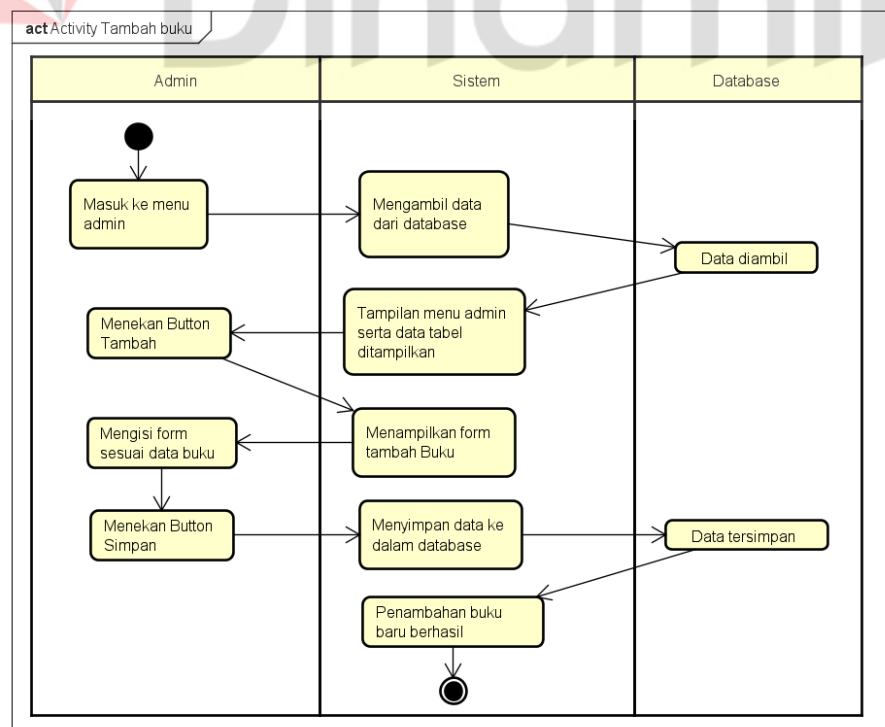 act Activity Tambah buku
Admin
Sistem
Database
Masuk ke menu
admin
Mengambil data
dari database
Data diambil
Tampilan menu admin
serta data tabel
ditampilkan
Menekan Button
Tambah
Menampilkan form
tambah Buku
Mengisi form
sesuai data buku
Menekan Button
Simpan
Menyimpan data ke
dalam database
Data tersimpan
Penambahan buku
baru berhasil